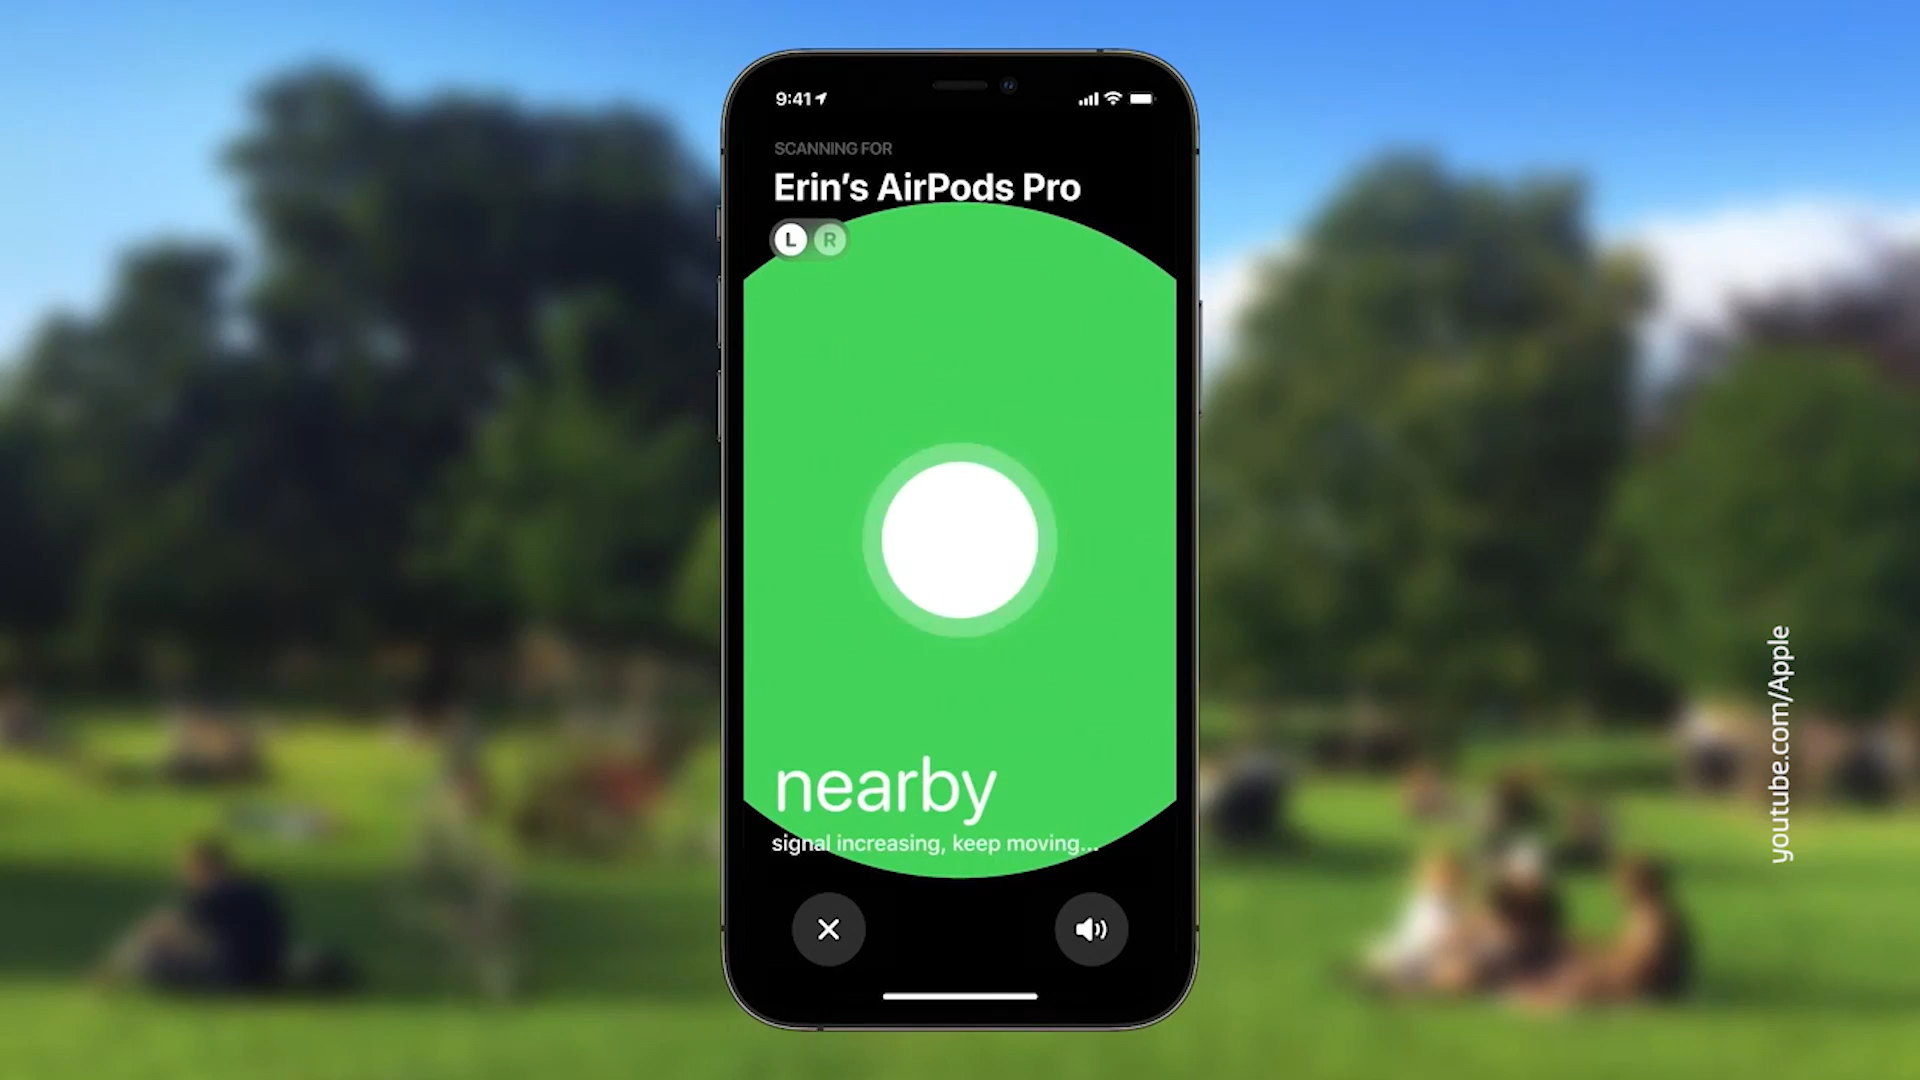 9:41
SCANNING FOR
Erin's AirPods Pro
L R
nearby
signal increasing, keep moving...
youtube.com/Apple